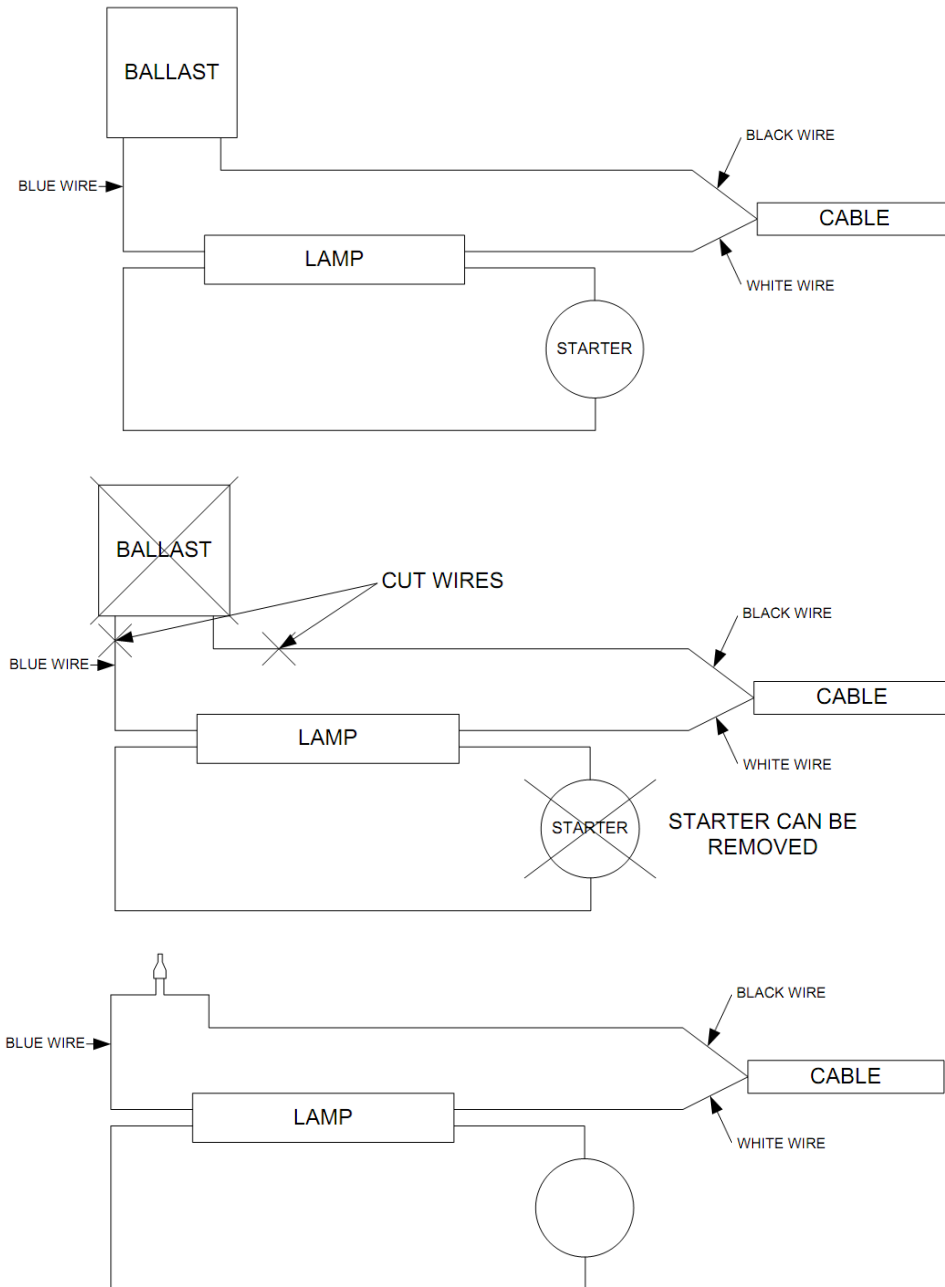 BALLAST
BLACK WIRE
BLUE WIRE
CABLE
LAMP
WHITE WIRE
STARTER
BALLAST
CUT WIRES
BLACK WIRE
BLUE WIRE
CABLE
LAMP
WHITE WIRE
STARTER
STARTER CAN BE
REMOVED
BLACK WIRE
BLUE WIRE
CABLE
LAMP
WHITE WIRE